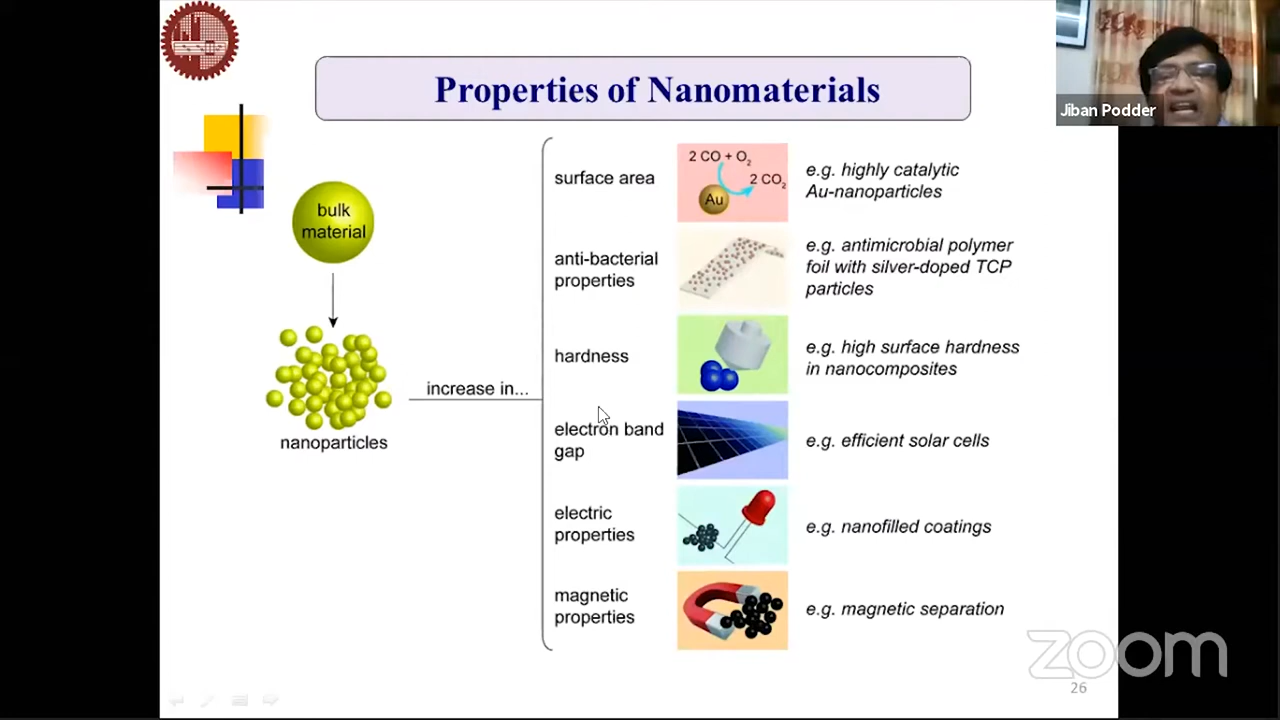 Properties of Nanomaterials
Jiban Podder
bulk
material
nanoparticles
increase in...
surface area
2 CO + O₂
2 CO₂
Au
e.g. highly catalytic
Au-nanoparticles
anti-bacterial
properties
e.g. antimicrobial polymer
foil with silver-doped TCP
particles
hardness
e.g. high surface hardness
in nanocomposites
electron band
gap
e.g. efficient solar cells
electric
properties
e.g. nanofilled coatings
magnetic
properties
e.g. magnetic separation
zoom
26